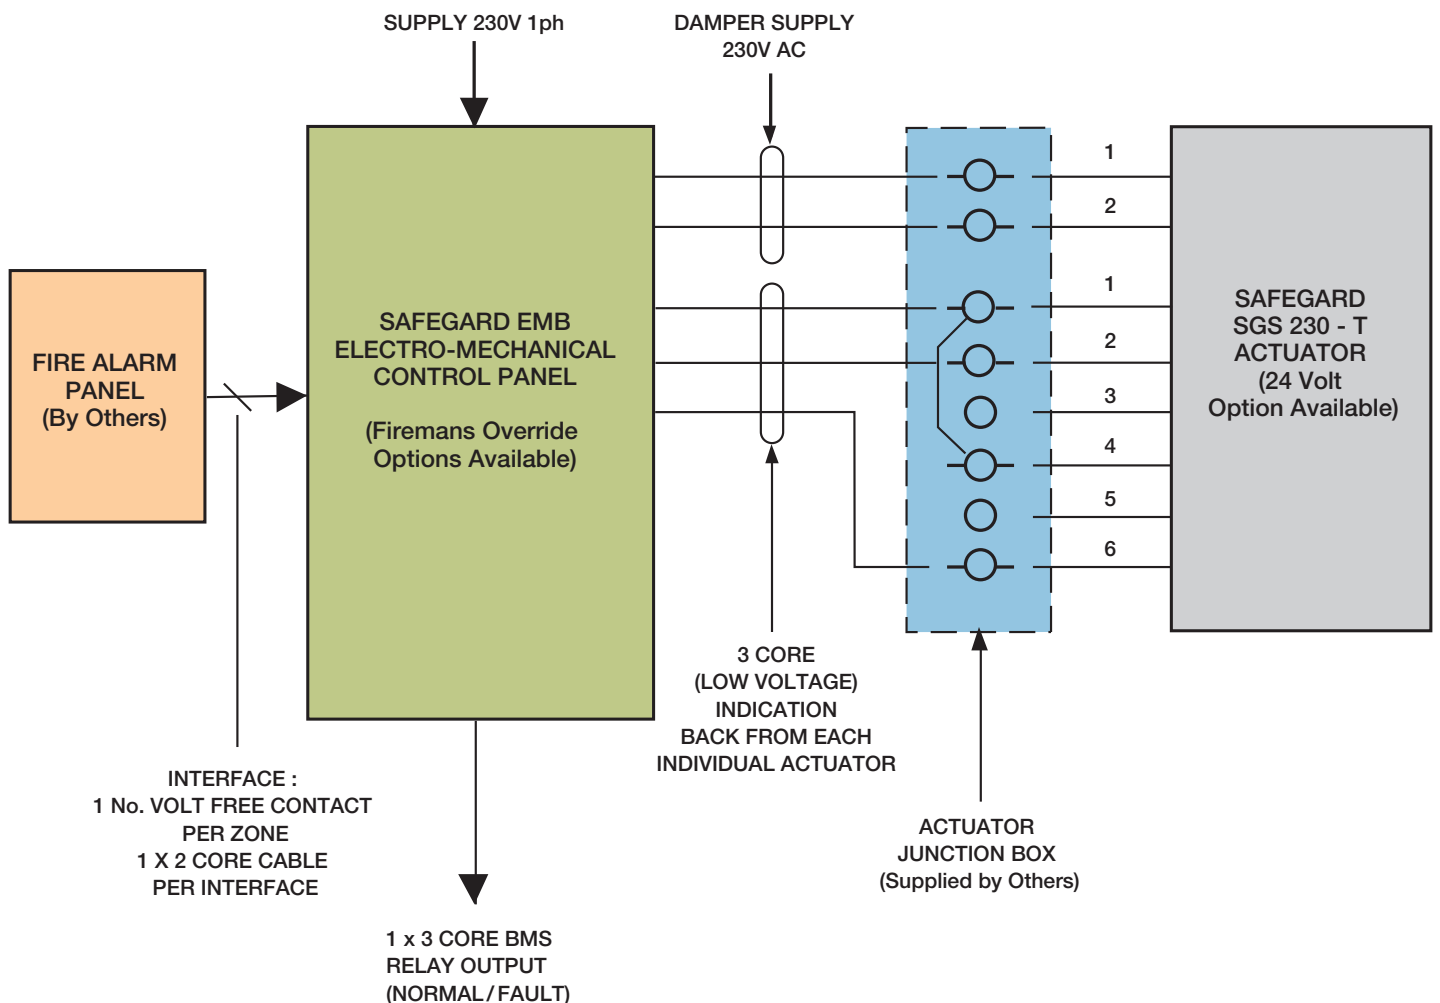 SUPPLY 230V 1ph
DAMPER SUPPLY
230V AC
FIRE ALARM
PANEL
(By Others)
SAFEGARD EMB
ELECTRO-MECHANICAL
CONTROL PANEL
(Firemans Override
Options Available)
1
2
1
2
3
4
5
6
SAFEGARD
SGS 230 - T
ACTUATOR
(24 Volt
Option Available)
INTERFACE :
1 No. VOLT FREE CONTACT
PER ZONE
1 X 2 CORE CABLE
PER INTERFACE
3 CORE
(LOW VOLTAGE)
INDICATION
BACK FROM EACH
INDIVIDUAL ACTUATOR
ACTUATOR
JUNCTION BOX
(Supplied by Others)
1 x 3 CORE BMS
RELAY OUTPUT
(NORMAL/FAULT)